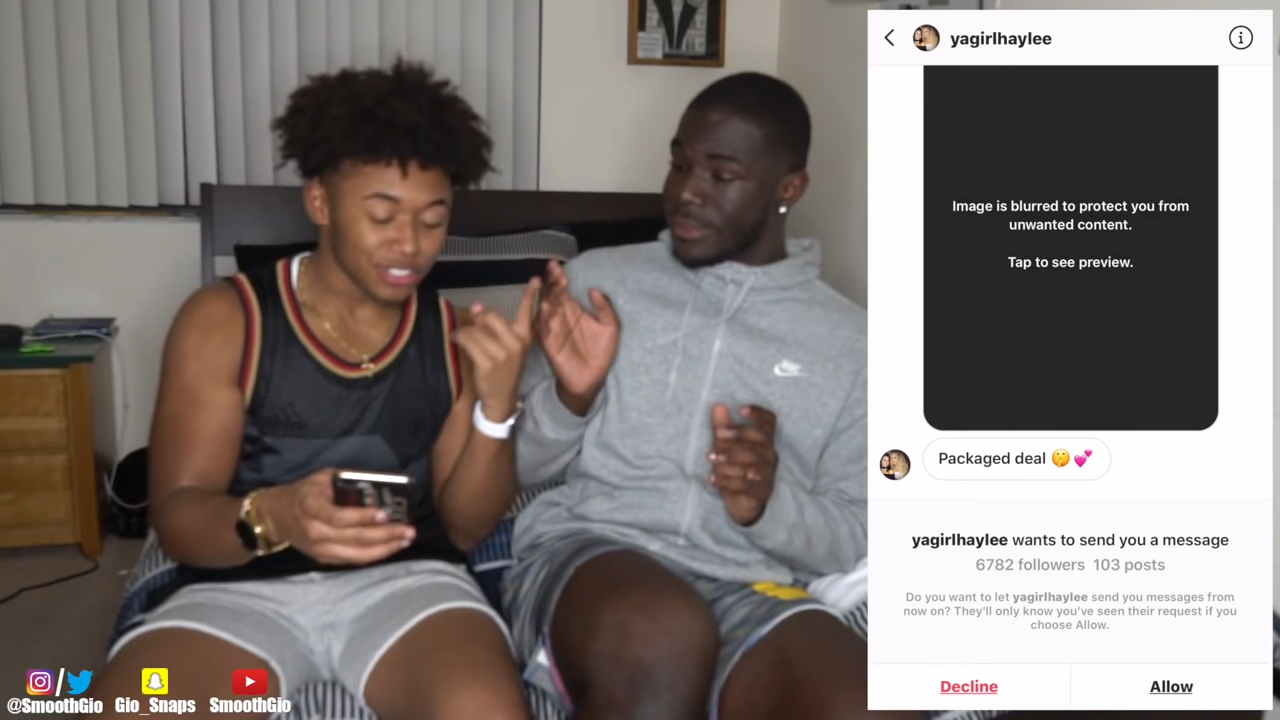 yagirlhaylee
Image is blurred to protect you from
unwanted content.
Tap to see preview.
Packaged deal 🤭💕
yagirlhaylee wants to send you a message
6782 followers 103 posts
Do you want to let yagirlhaylee send you messages from
now on? They'll only know you've seen their request if you
choose Allow.
Decline
Allow
@SmoothGio
Gio_Snaps
SmoothGio